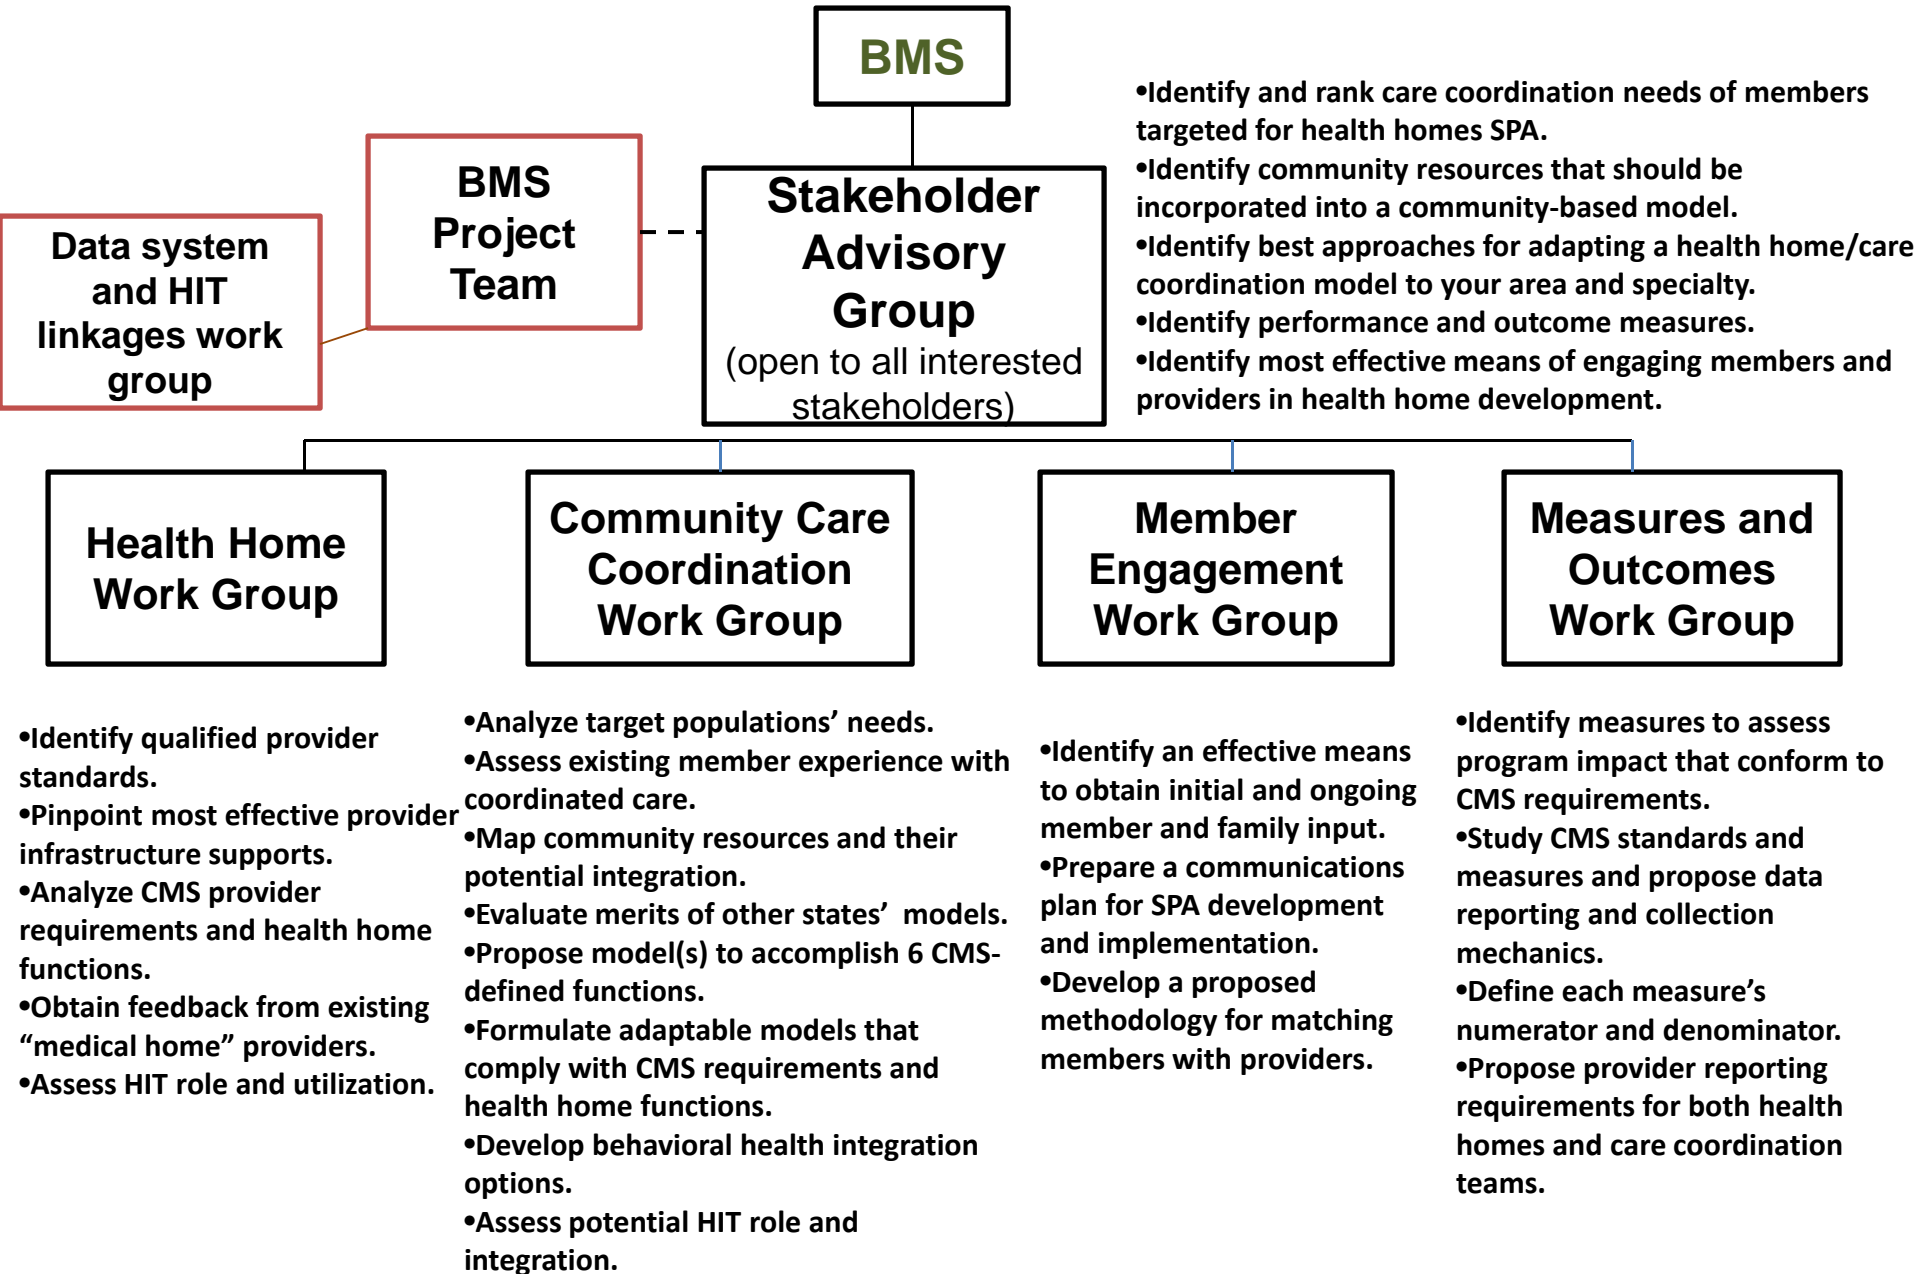 BMS
•Identify and rank care coordination needs of members
targeted for health homes SPA.
•Identify community resources that should be
incorporated into a community-based model.
•Identify best approaches for adapting a health home/care
coordination model to your area and specialty.
•Identify performance and outcome measures.
•Identify most effective means of engaging members and
providers in health home development.
BMS
Project
Team
Stakeholder
Advisory
Group
(open to all interested
stakeholders)
Data system
and HIT
linkages work
group
Health Home
Work Group
Community Care
Coordination
Work Group
Member
Engagement
Work Group
Measures and
Outcomes
Work Group
•Identify qualified provider
standards.
•Pinpoint most effective provider
infrastructure supports.
•Analyze CMS provider
requirements and health home
functions.
•Obtain feedback from existing
“medical home” providers.
•Assess HIT role and utilization.
•Analyze target populations’ needs.
•Assess existing member experience with
coordinated care.
•Map community resources and their
potential integration.
•Evaluate merits of other states’ models.
•Propose model(s) to accomplish 6 CMS-
defined functions.
•Formulate adaptable models that
comply with CMS requirements and
health home functions.
•Develop behavioral health integration
options.
•Assess potential HIT role and
integration.
•Identify an effective means
to obtain initial and ongoing
member and family input.
•Prepare a communications
plan for SPA development
and implementation.
•Develop a proposed
methodology for matching
members with providers.
•Identify measures to assess
program impact that conform to
CMS requirements.
•Study CMS standards and
measures and propose data
reporting and collection
mechanics.
•Define each measure’s
numerator and denominator.
•Propose provider reporting
requirements for both health
homes and care coordination
teams.